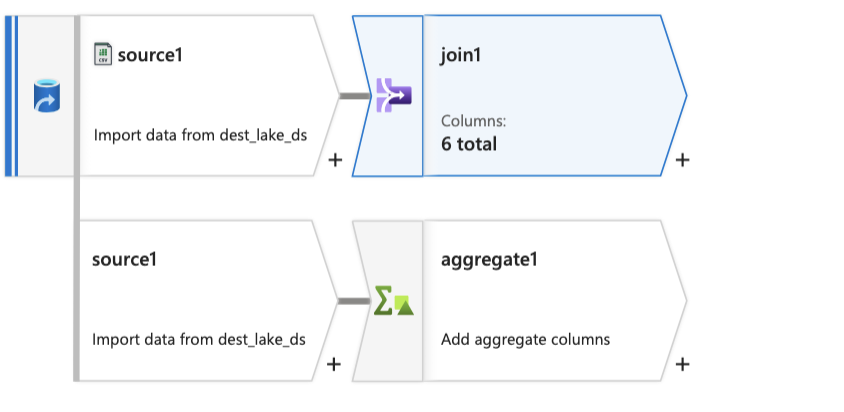 source1
Import data from dest_lake_ds
+
join1
Columns:
6 total
+
source1
Import data from dest_lake_ds
+
aggregate1
Add aggregate columns
+